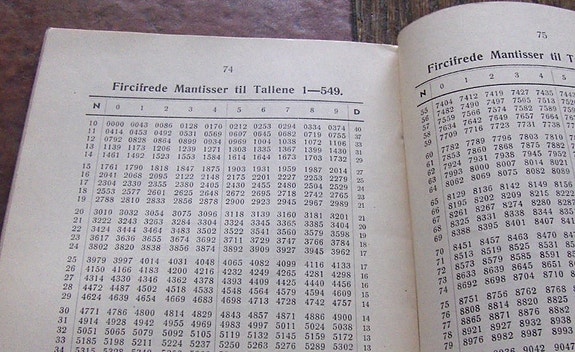 74
Fircifrede Mantisser til Tallene 1—549.
N 0 1 2 3 4 5 6 7 8 9 D
10 0000 0043 0086 0128 0170 0212 0253 0294 0334 0374 40
11 0414 0453 0492 0531 0569 0607 0645 0682 0719 0755 37
12 0792 0828 0864 0899 0934 0969 1004 1038 1072 1106 33
13 1139 1173 1206 1239 1271 1303 1335 1367 1399 1430 31
14 1461 1492 1523 1553 1584 1614 1644 1673 1703 1732 29
15 1761 1790 1818 1847 1875 1903 1931 1959 1987 2014 27
16 2041 2068 2095 2122 2148 2175 2201 2227 2253 2279 25
17 2304 2330 2355 2380 2405 2430 2455 2480 2504 2529 24
18 2553 2577 2601 2625 2648 2672 2695 2718 2742 2765 23
19 2788 2810 2833 2856 2878 2900 2923 2945 2967 2989 21
20 3010 3032 3054 3075 3096 3118 3139 3160 3181 3201 21
21 3222 3243 3263 3284 3304 3324 3345 3365 3385 3404 20
22 3424 3444 3464 3483 3502 3522 3541 3560 3579 3598 19
23 3617 3636 3655 3674 3692 3711 3729 3747 3766 3784 18
24 3802 3820 3838 3856 3874 3892 3909 3927 3945 3962 17
25 3979 3997 4014 4031 4048 4065 4082 4099 4116 4133 17
26 4150 4166 4183 4200 4216 4232 4249 4265 4281 4298 16
27 4314 4330 4346 4362 4378 4393 4409 4425 4440 4456 16
28 4472 4487 4502 4518 4533 4548 4564 4579 4594 4609 15
29 4624 4639 4654 4669 4683 4698 4713 4728 4742 4757 14
30 4771 4786 4800 4814 4829 4843 4857 4871 4886 4900 14
31 4914 4928 4942 4955 4969 4983 4997 5011 5024 5038 13
32 5051 5065 5079 5092 5105 5119 5132 5145 5159 5172 13
33 5185 5198 5211 5224 5237 5250 5263 5276 5289 5302 13
34
75
Fircifrede Mantisser til
N 0 1 2 3 4 5
55 7404 7412 7419 7427 7435
56 7482 7490 7497 7505 7513
57 7559 7566 7574 7582 7589
58 7634 7642 7649 7657 7664
59 7709 7716 7723 7731 7738
60 7782 7789 7796 7803 7810
61 7853 7860 7868 7875 7882
62 7924 7931 7938 7945 7952
63 7993 8000 8007 8014 8021
64 8062 8069 8075 8082 8089
65 8129 8136 8142 8149 8156
66 8195 8202 8209 8215 8222
67 8261 8267 8274 8280 8287
68 8325 8331 8338 8344 8351
69 8388 8395 8401 8407
70 8451 8457 8463 8470
71 8513 8519 8525 8531
72 8573 8579 8585 8591
73 8633 8639 8645 8651
74 8692 8698 8704 8710
75 8751 8756 8762 8768
76 8808 8814 8820 8825
77 8865 8871 8876 8882
78 8921 8927 8932 8938
79 8976 8982 8987 8993